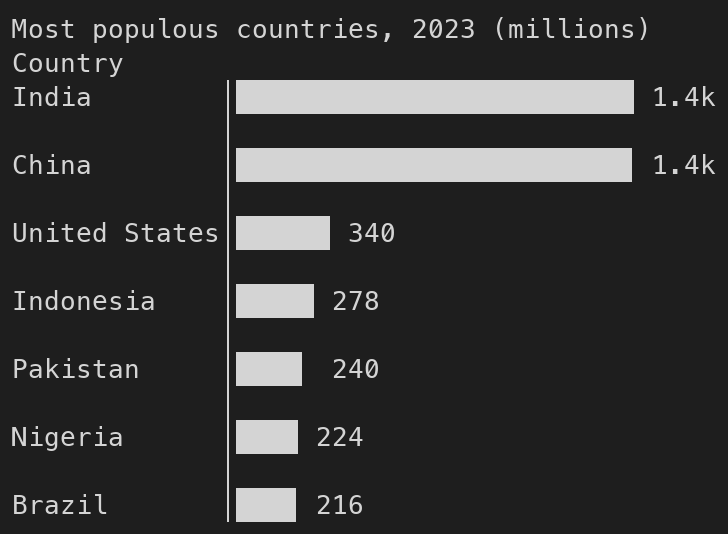 Most populous countries, 2023 (millions)
Country
India 1.4k
China 1.4k
United States 340
Indonesia 278
Pakistan 240
Nigeria 224
Brazil 216